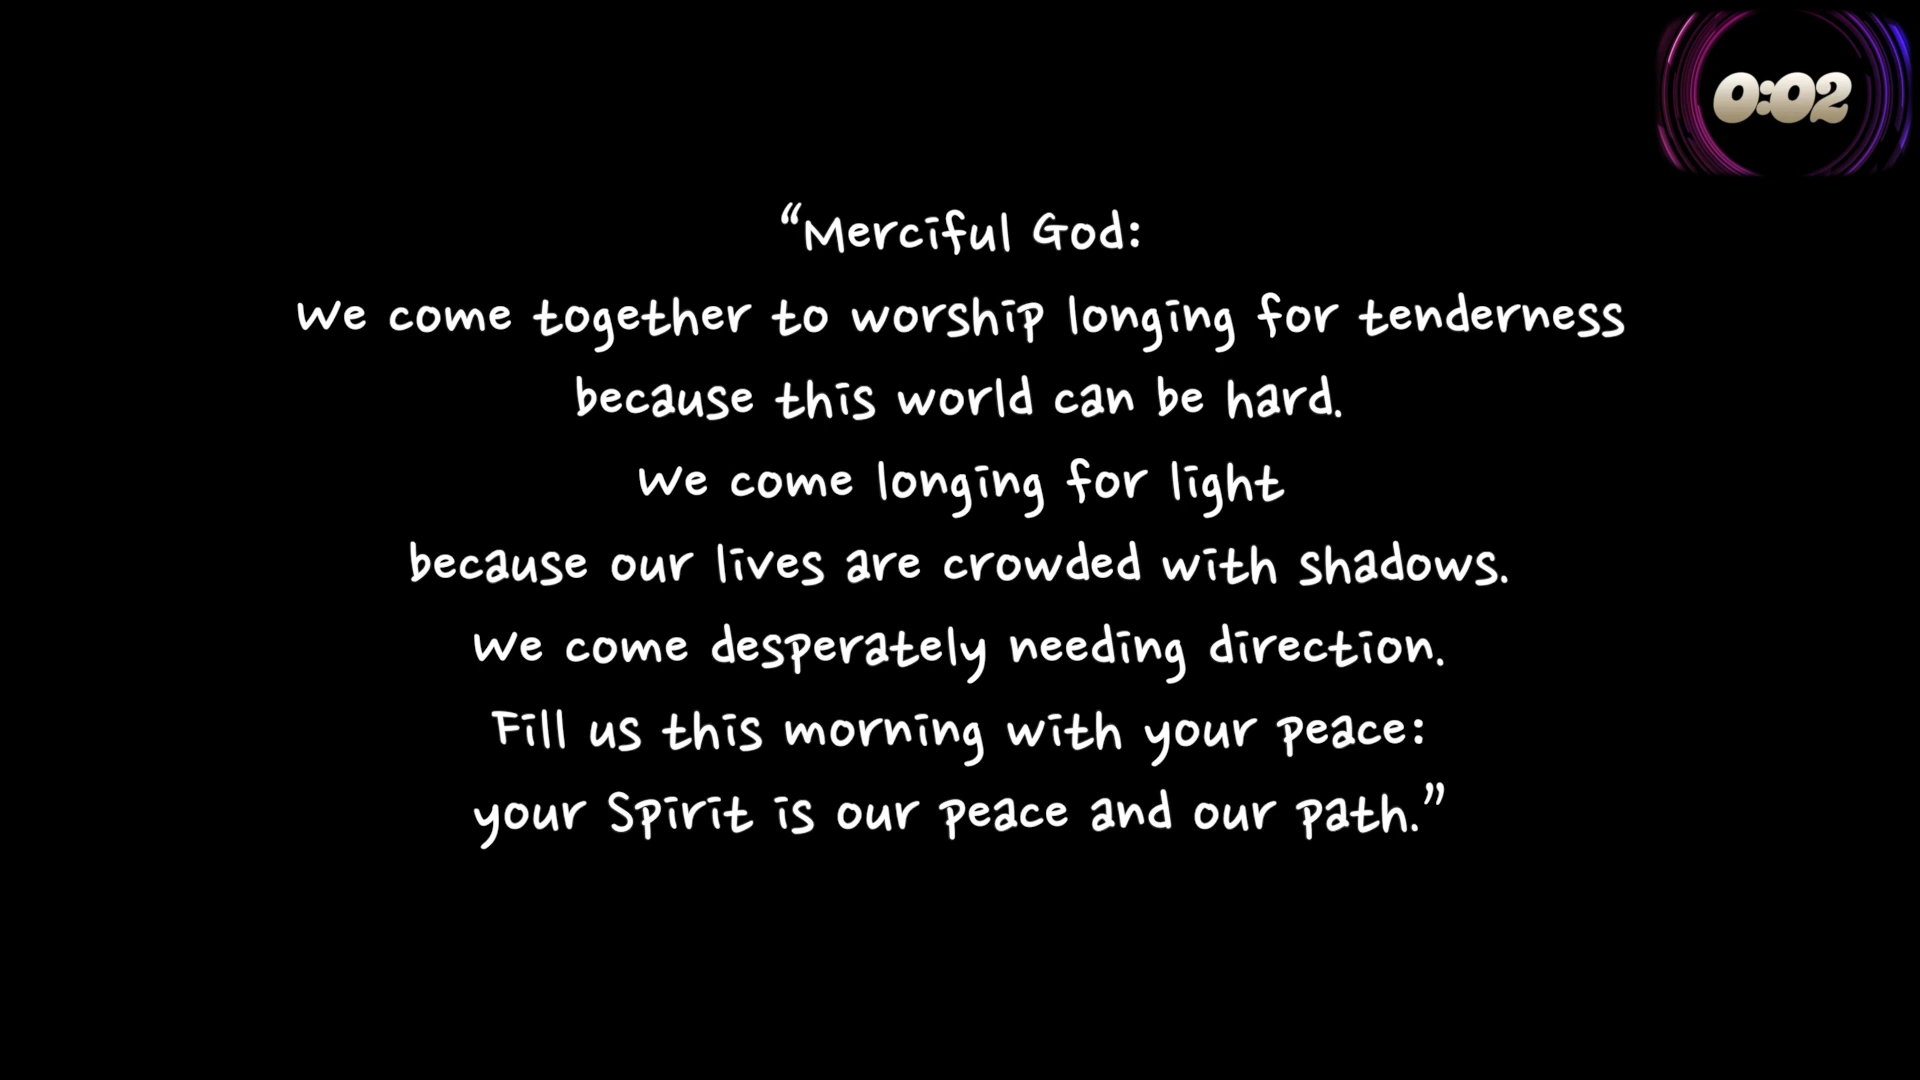 0:02
“Merciful God:
We come together to worship longing for tenderness
because this world can be hard.
We come longing for light
because our lives are crowded with shadows.
We come desperately needing direction.
Fill us this morning with your peace:
your Spirit is our peace and our path.”